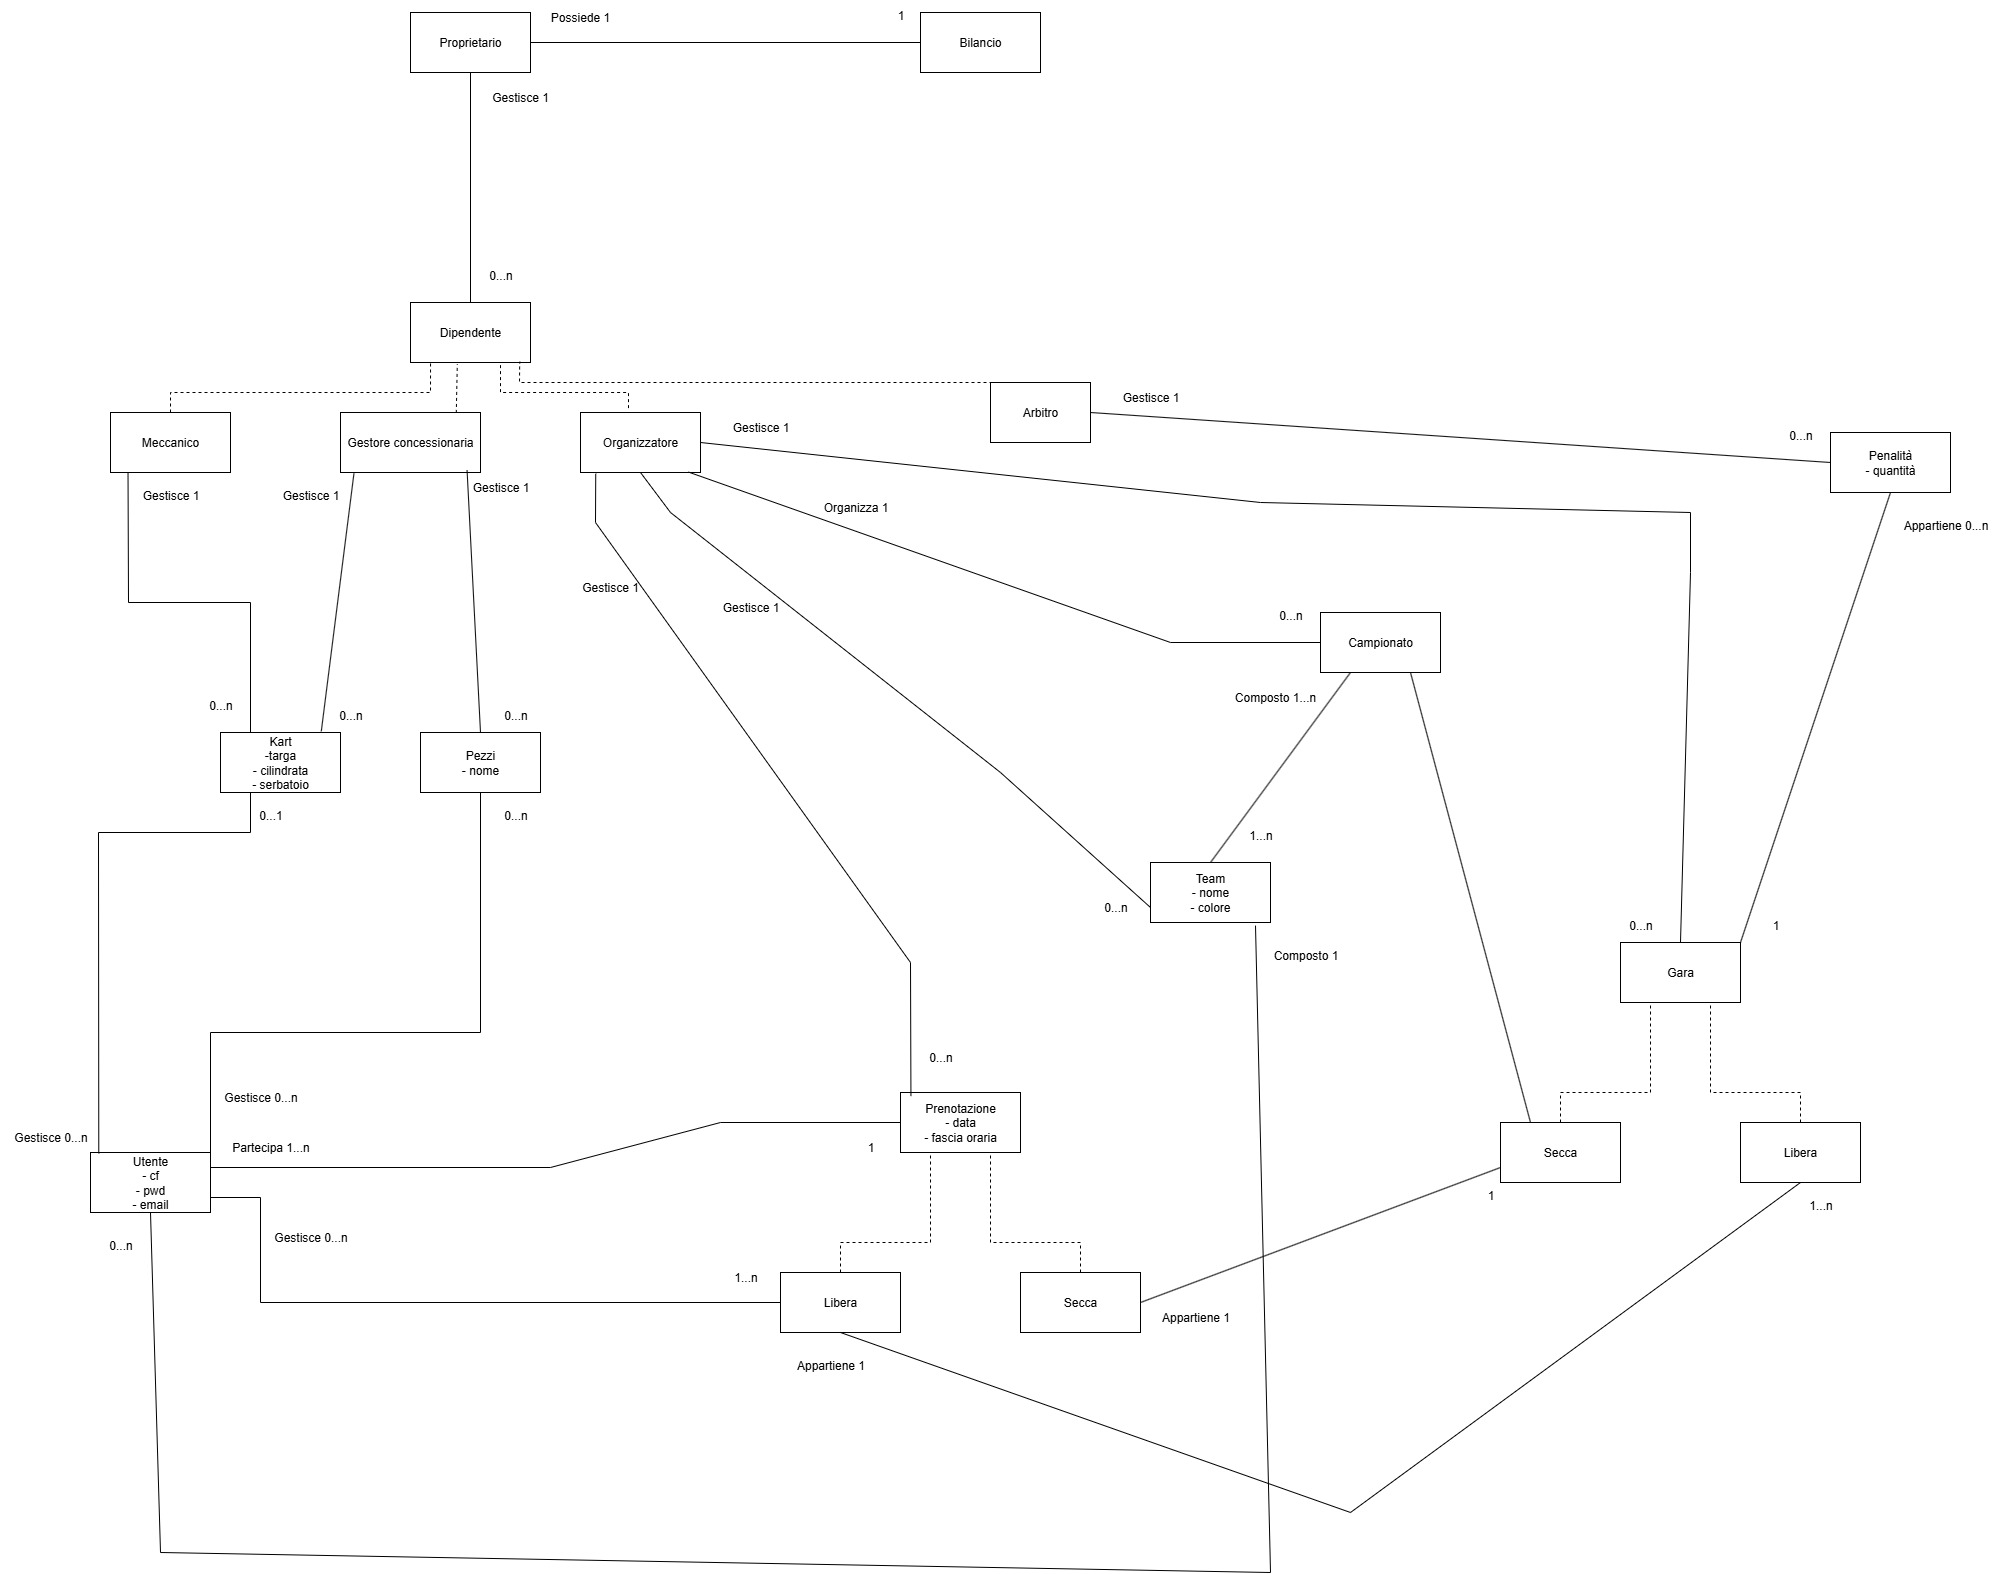 Possiede 1
1
Proprietario
Bilancio
Gestisce 1
0...n
Dipendente
Gestisce 1
Arbitro
Gestisce 1
0...n
Meccanico
Gestore concessionaria
Organizzatore
Penalità
- quantità
Gestisce 1
Gestisce 1
Gestisce 1
Organizza 1
Appartiene 0...n
Gestisce 1
Gestisce 1
0...n
Campionato
Composto 1...n
0...n
0...n
0...n
Kart
-targa
- cilindrata
- serbatoio
Pezzi
- nome
0...1
0...n
1...n
Team
- nome
- colore
0...n
0...n
1
Composto 1
Gara
0...n
Gestisce 0...n
Prenotazione
- data
- fascia oraria
Gestisce 0...n
Partecipa 1...n
1
Secca
Libera
Utente
- cf
- pwd
- email
1
1...n
0...n
Gestisce 0...n
1...n
Libera
Secca
Appartiene 1
Appartiene 1